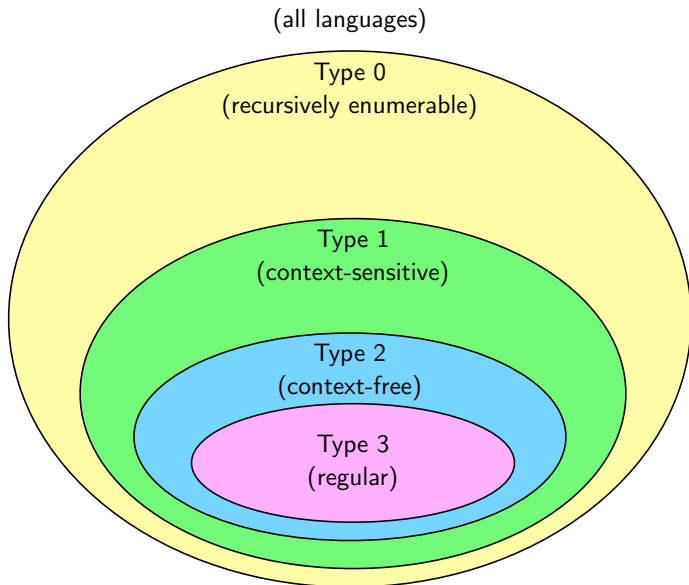 (all languages)
Type 0
(recursively enumerable)
Type 1
(context-sensitive)
Type 2
(context-free)
Type 3
(regular)